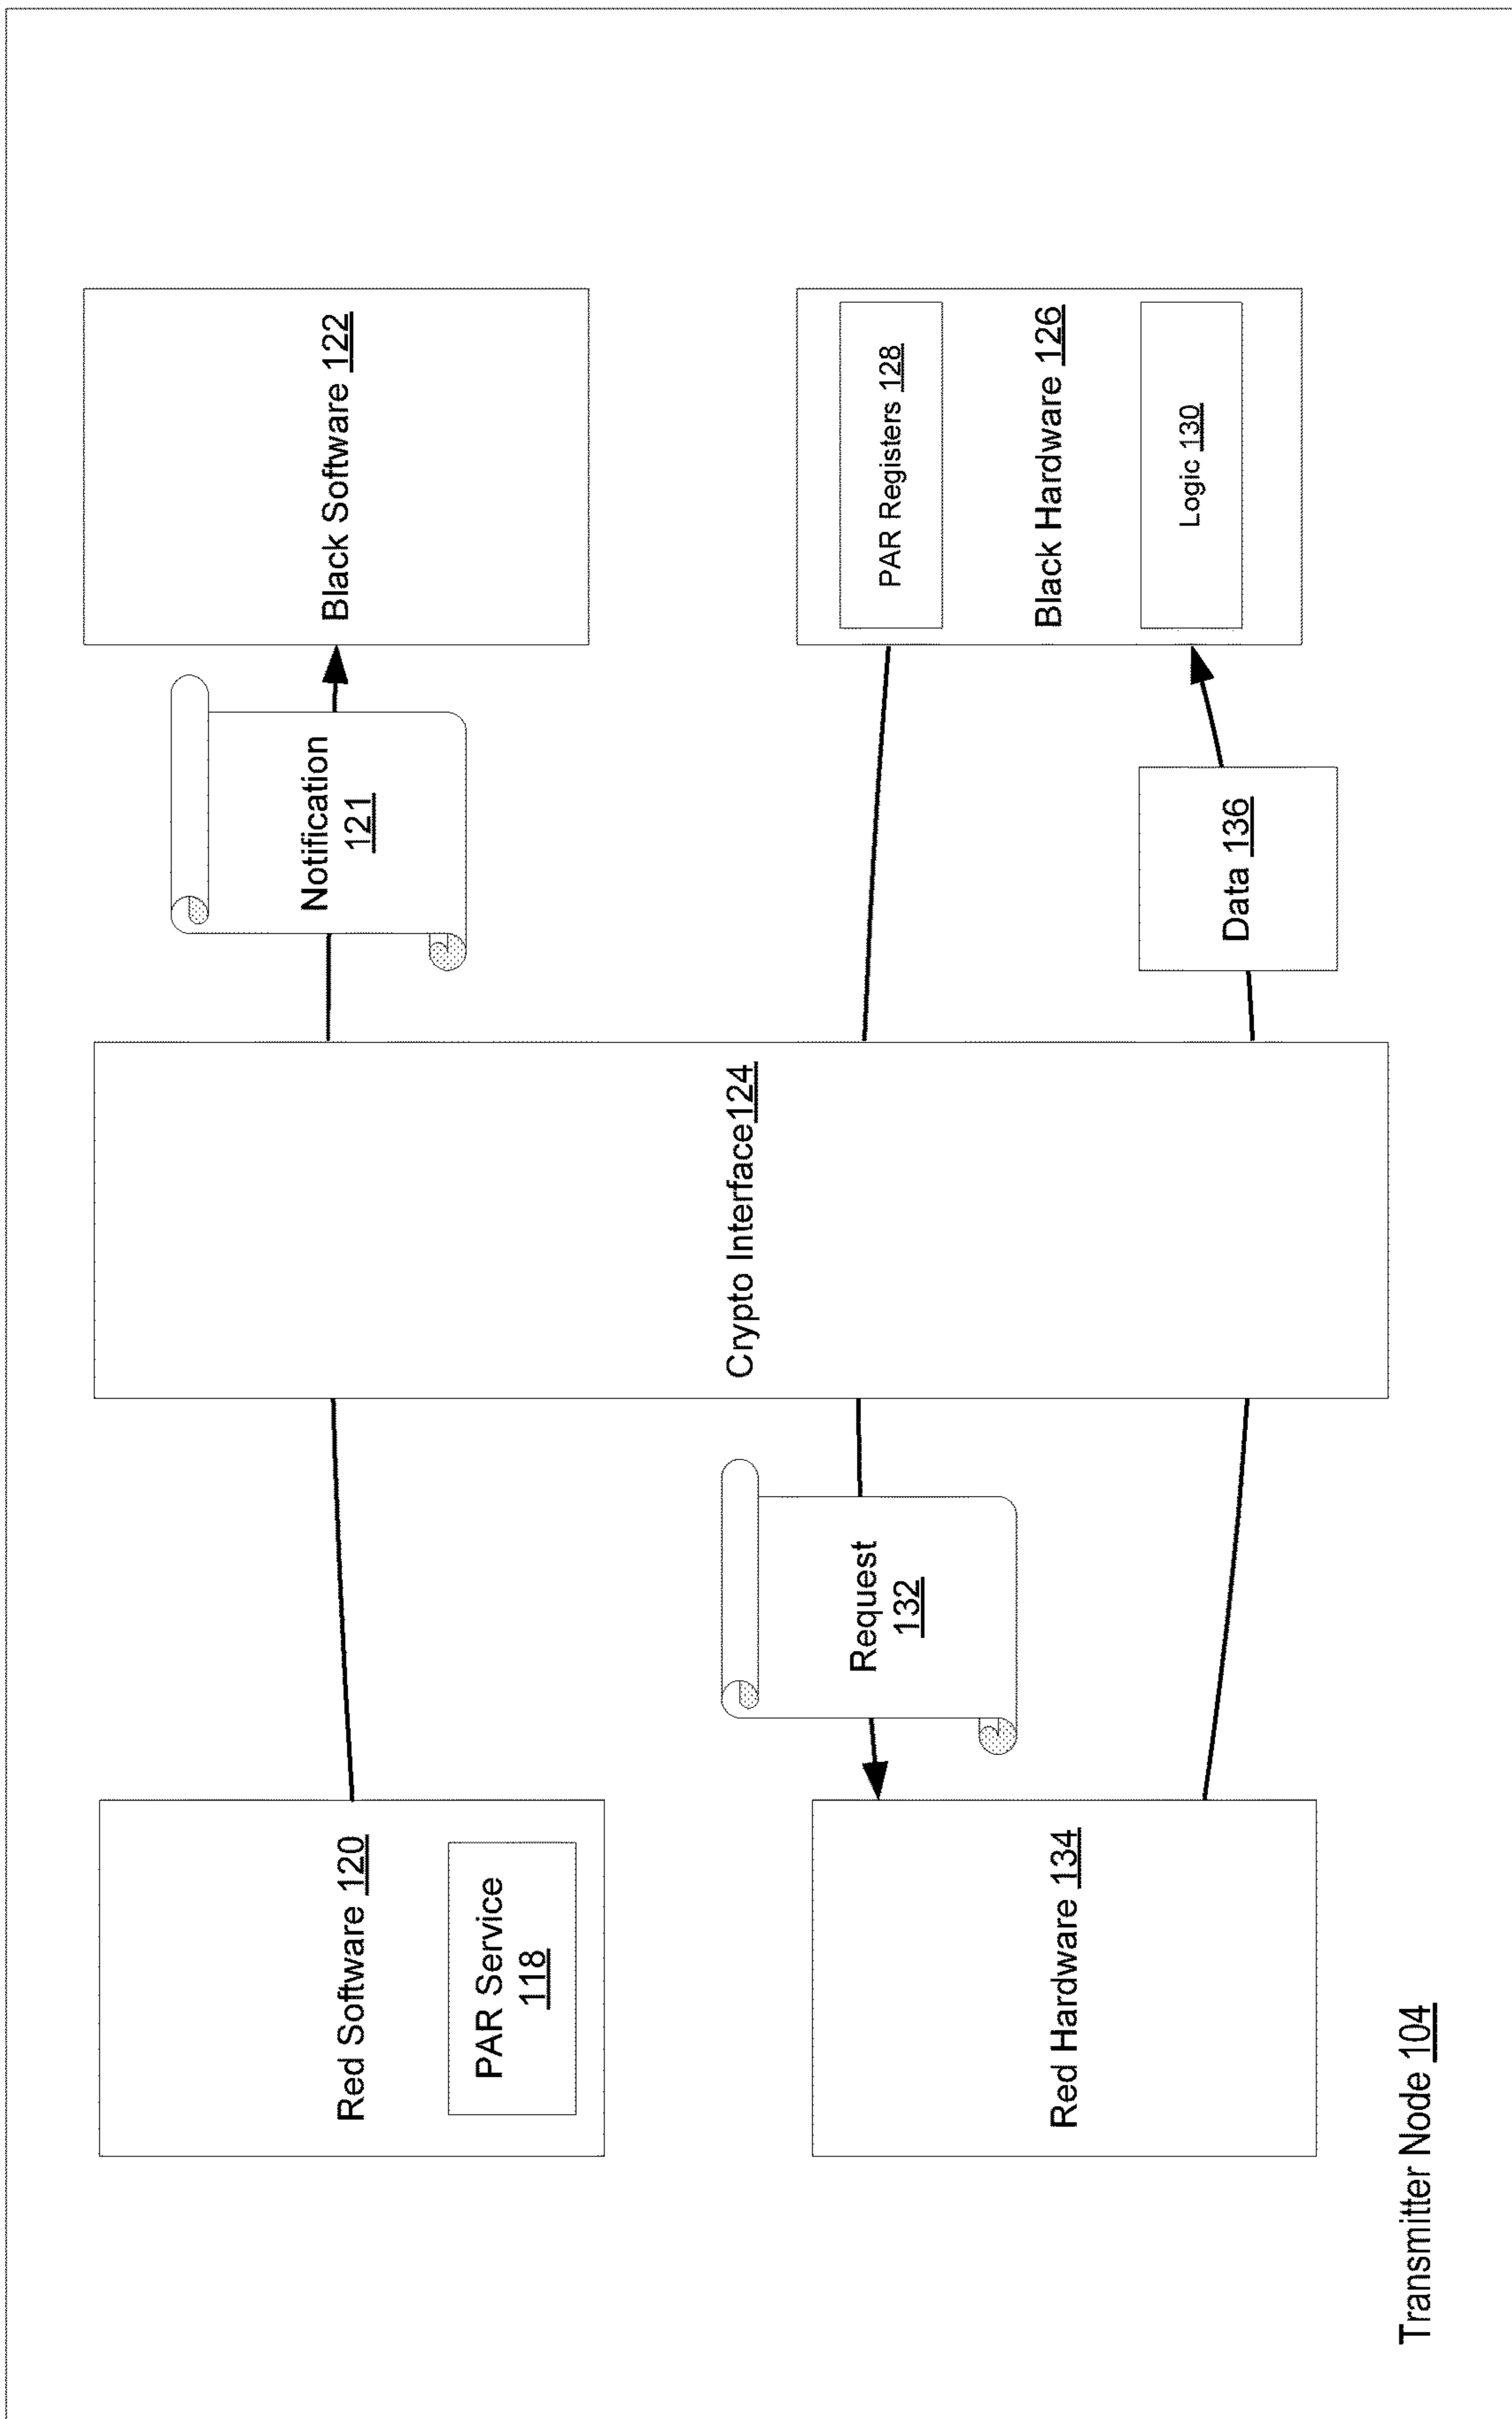 Red Software 120
PAR Service
118
Notification
121
Black Software 122
Crypto Interface124
Request
132
Red Hardware 134
PAR Registers 128
Black Hardware 126
Logic 130
Data 136
Transmitter Node 104